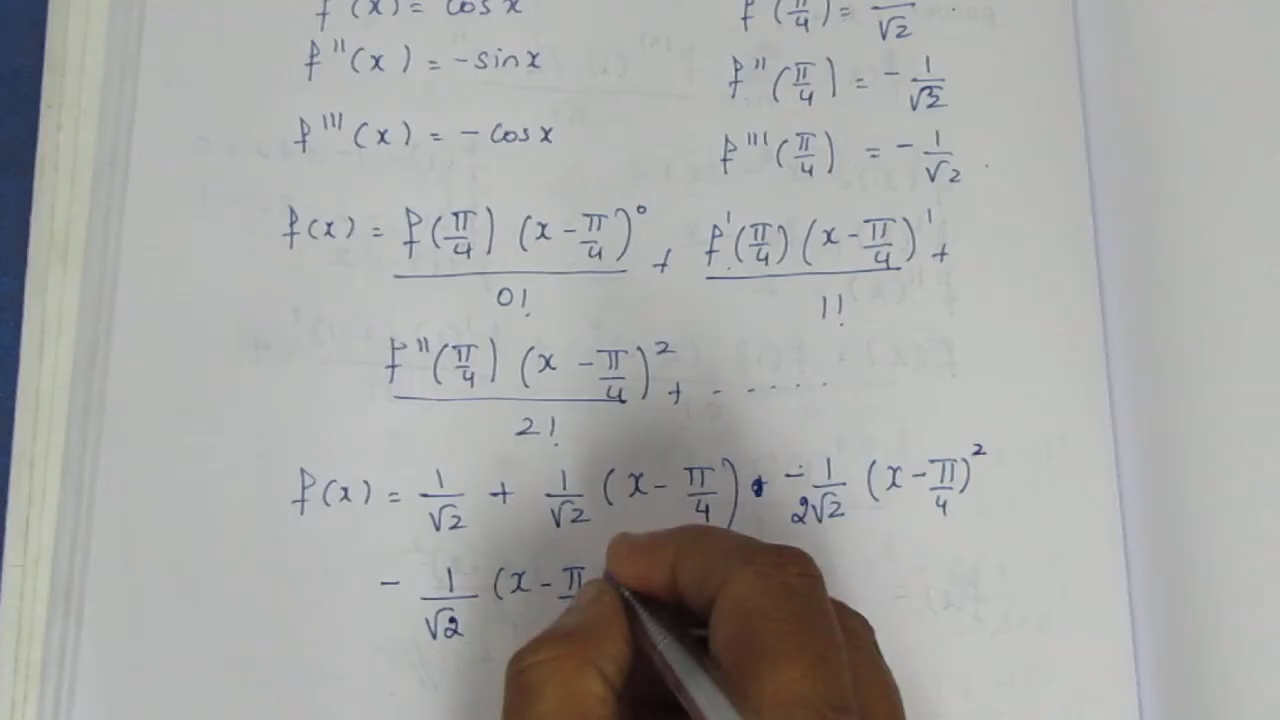 f'(x) = cos x f'(π/4) = 1/√2 .
f''(x) = -sin x f''(π/4) = - 1/√2
f'''(x) = - cos x f'''(π/4) = - 1/√2 .
f(x) = f(π/4) (x - π/4)⁰ / 0! + f'(π/4) (x - π/4)¹ / 1! +
f''(π/4) (x - π/4)² / 2! + - .....
f(x) = 1/√2 + 1/√2 (x - π/4) - 1/2√2 (x - π/4)²
- 1/√2 (x - π